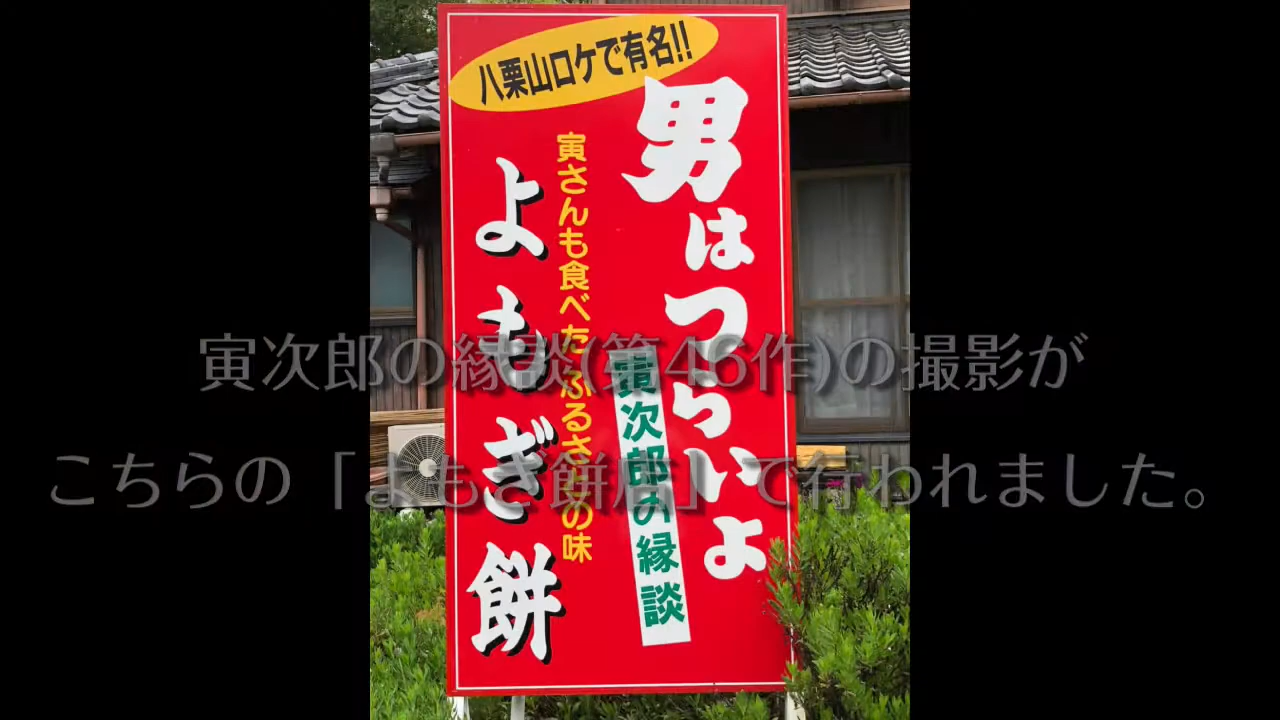 八栗山ロケで有名!!
男はつらいよ
寅次郎の縁談
寅さんも食べたふるさとの味
よもぎ餅
寅次郎の縁談(第46作)の撮影が
こちらの「よもぎ餅店」で行われました。